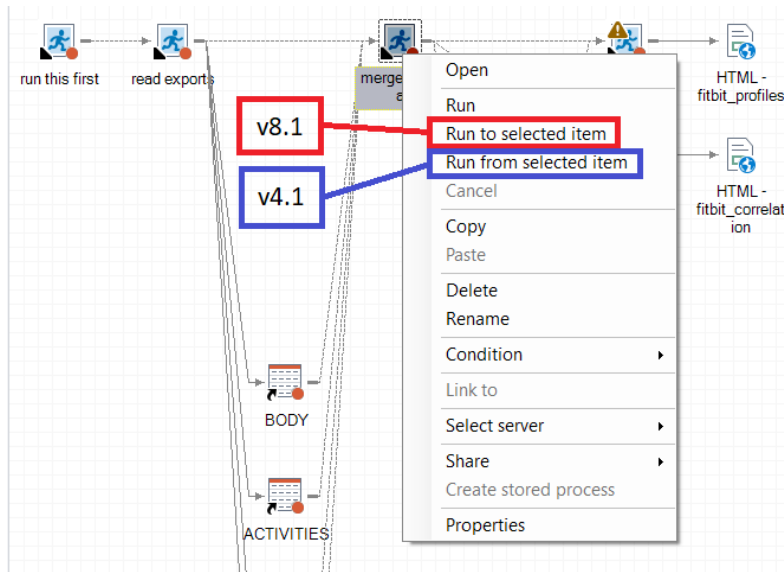 run this first
read exports
merge
a
HTML -
fitbit_profiles
v8.1
v4.1
Open
Run
Run to selected item
Run from selected item
Cancel
Copy
Paste
Delete
Rename
Condition
Link to
Select server
Share
Create stored process
Properties
HTML -
fitbit_correlat
ion
BODY
ACTIVITIES